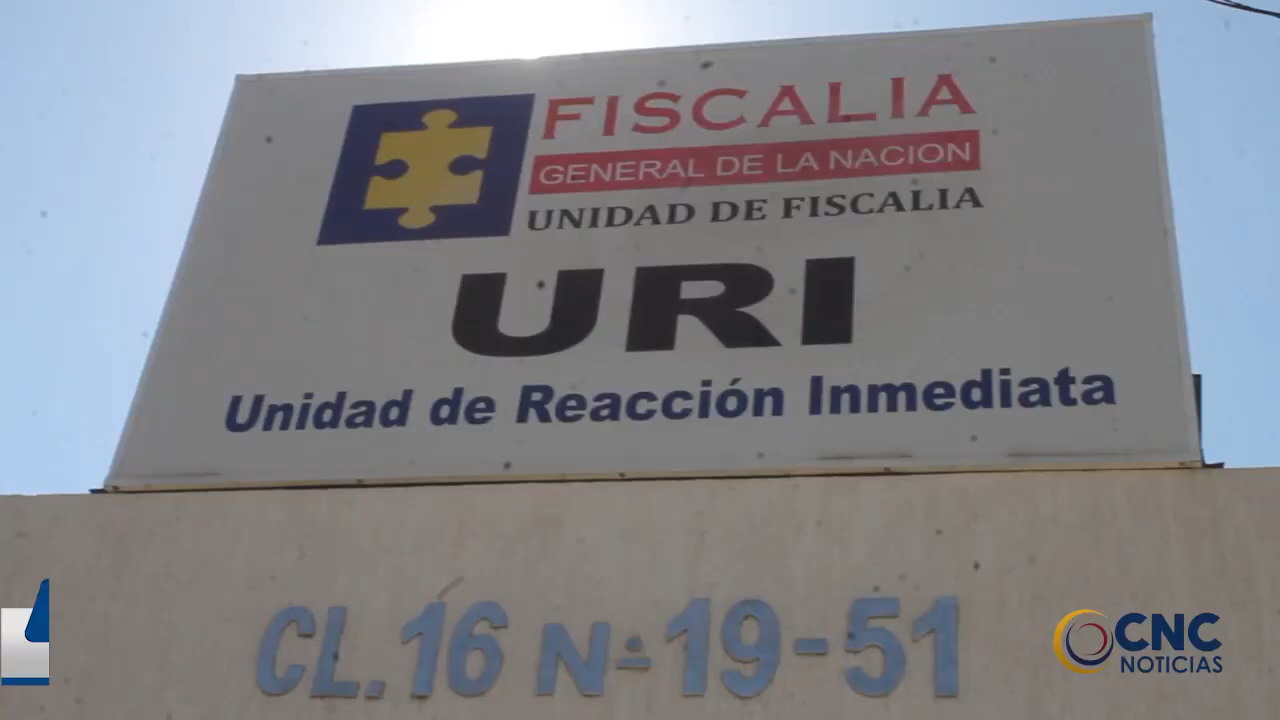 FISCALIA
GENERAL DE LA NACION
UNIDAD DE FISCALIA
URI
Unidad de Reacción Inmediata
CL. 16 Nº 19-51
CNC
NOTICIAS